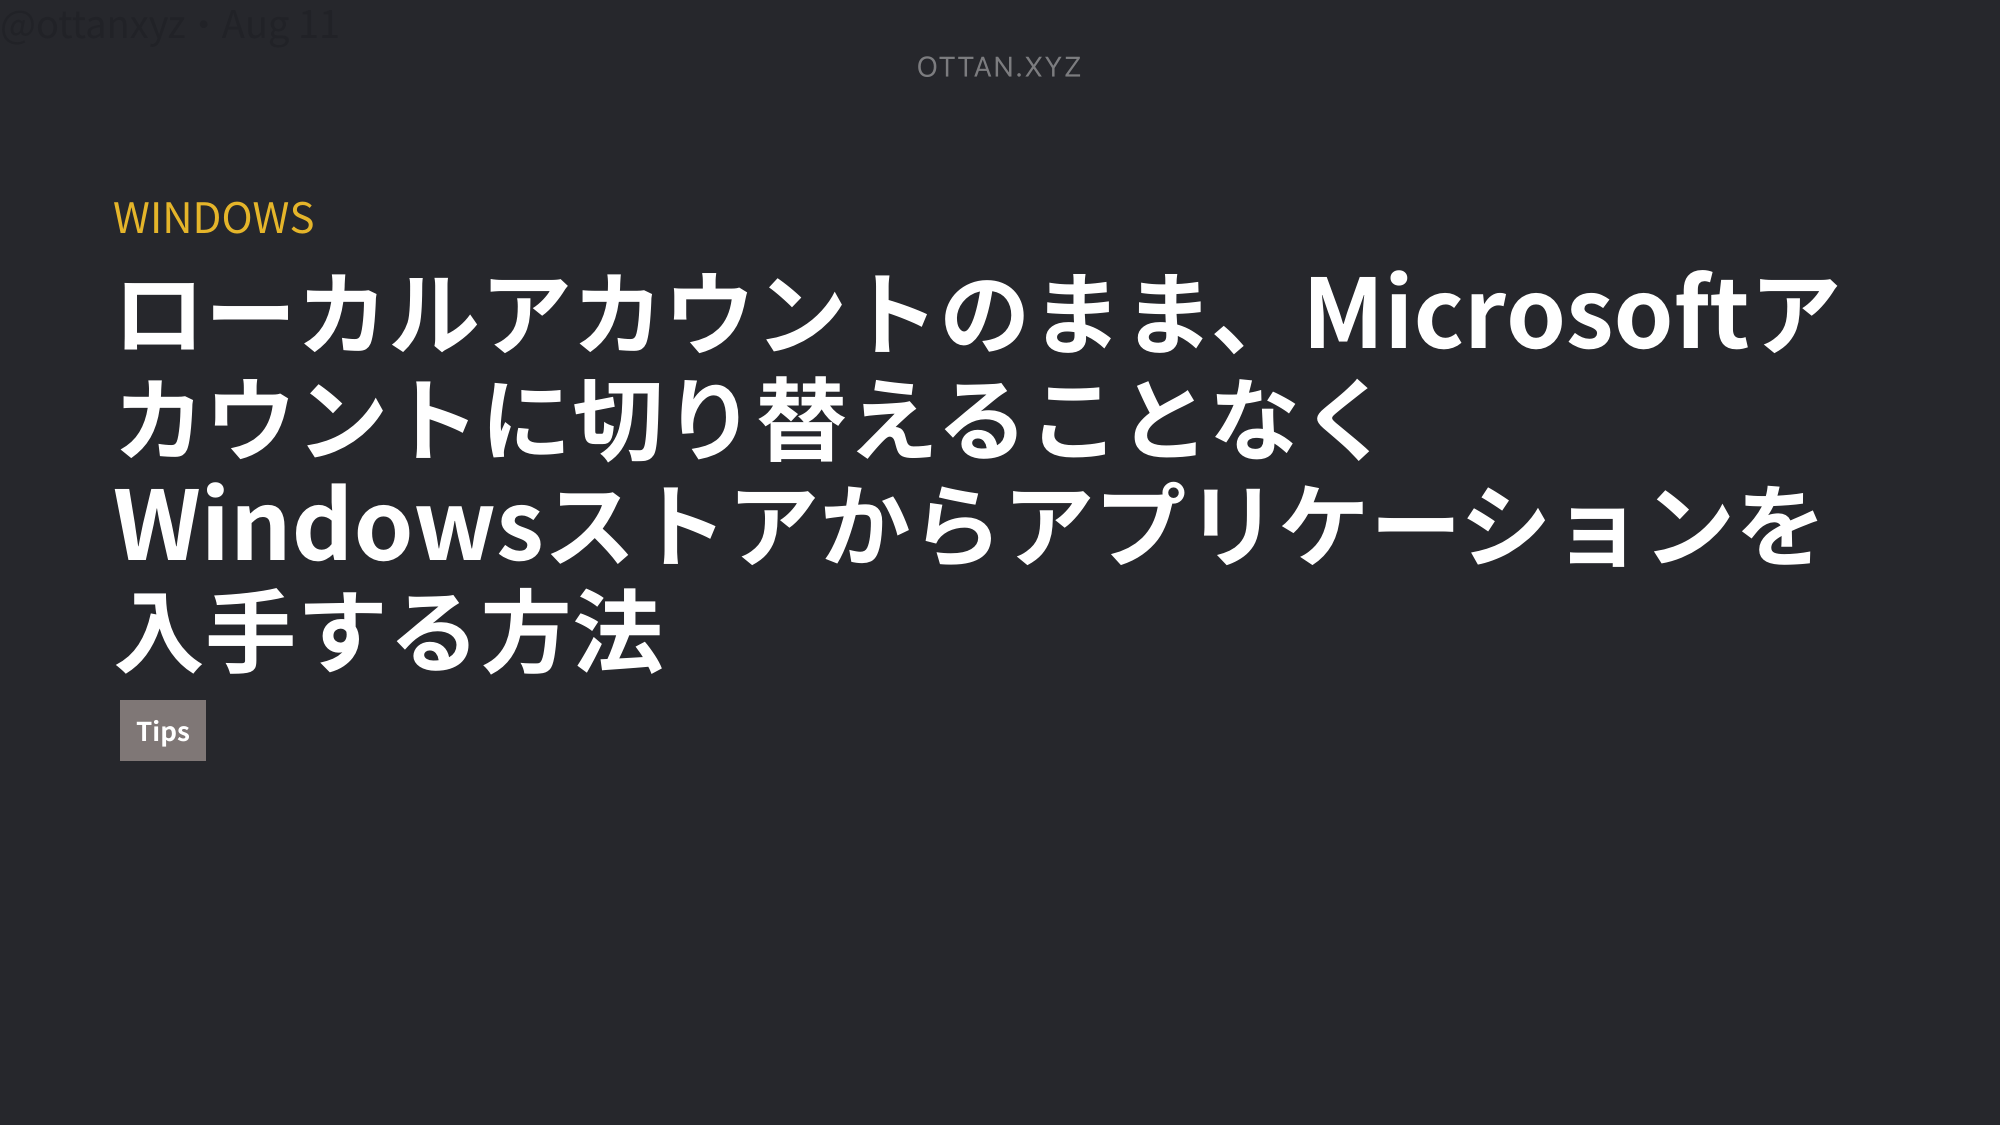 @ottanxyz・Aug 11
OTTAN.XYZ
WINDOWS
ローカルアカウントのまま、Microsoftア
カウントに切り替えることなく
Windowsストアからアプリケーションを
入手する方法
Tips